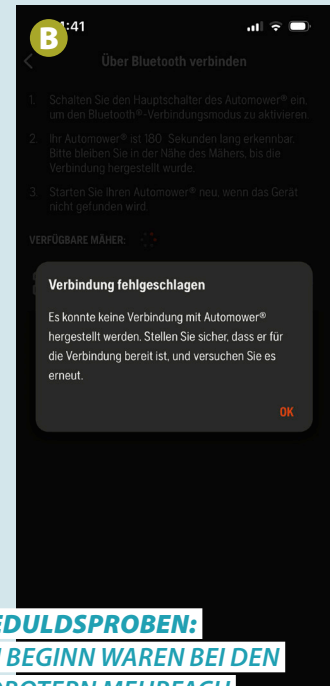 B
:41
Über Bluetooth verbinden
1. Schalten Sie den Hauptschalter des Automower® ein,
um den Bluetooth®-Verbindungsmodus zu aktivieren.
2. Ihr Automower® ist 180 Sekunden lang erkennbar.
Bitte bleiben Sie in der Nähe des Mähers, bis die
Verbindung hergestellt wurde.
3. Starten Sie Ihren Automower® neu, wenn das Gerät
nicht gefunden wird.
VERFÜGBARE MÄHER:
Verbindung fehlgeschlagen
Es konnte keine Verbindung mit Automower®
hergestellt werden. Stellen Sie sicher, dass er für
die Verbindung bereit ist, und versuchen Sie es
erneut.
OK
EDULDSPROBEN:
BEGINN WAREN BEI DEN